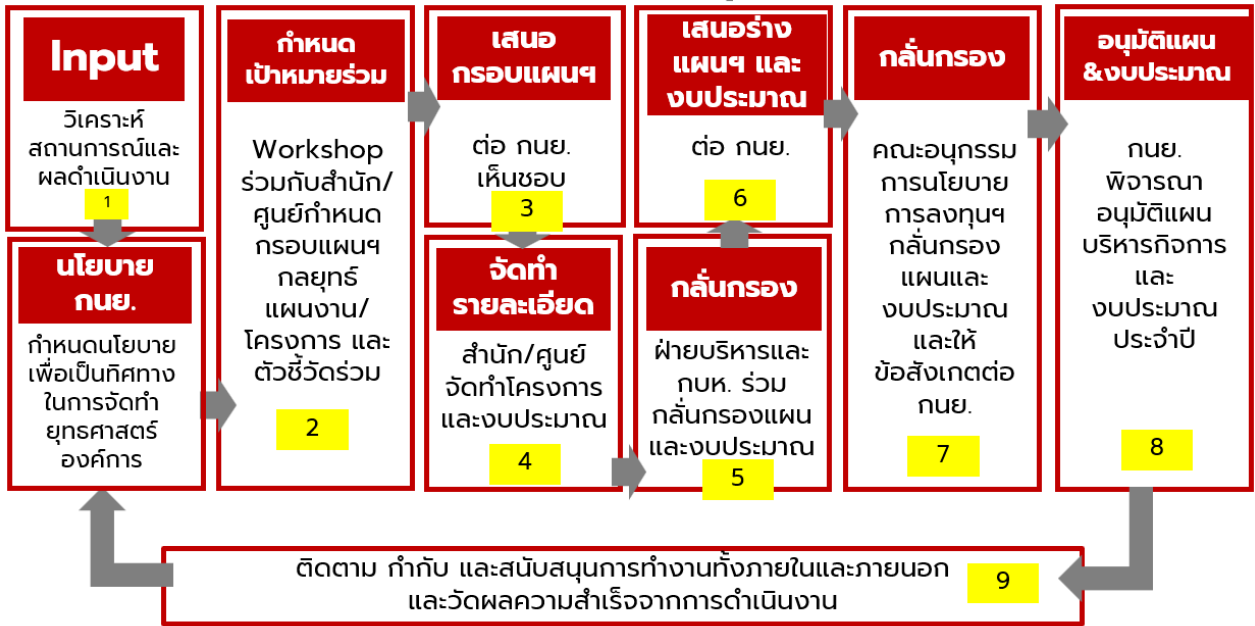 Input
วิเคราะห์
สถานการณ์และ
ผลดำเนินงาน
1
นโยบาย
กนย.
กำหนดนโยบาย
เพื่อเป็นทิศทาง
ในการจัดทำ
ยุทธศาสตร์
องค์การ
กำหนด
เป้าหมายร่วม
Workshop
ร่วมกับสำนัก/
ศูนย์กำหนด
กรอบแผนฯ
กลยุทธ์
แผนงาน/
โครงการ และ
ตัวชี้วัดร่วม
2
เสนอ
กรอบแผนฯ
ต่อ กนย.
เห็นชอบ
3
จัดทำ
รายละเอียด
สำนัก/ศูนย์
จัดทำโครงการ
และงบประมาณ
4
กลั่นกรอง
ฝ่ายบริหารและ
กบห. ร่วม
กลั่นกรองแผน
และงบประมาณ
5
เสนอร่าง
แผนฯ และ
งบประมาณ
ต่อ กนย.
6
กลั่นกรอง
คณะอนุกรรม
การนโยบาย
การลงทุนฯ
กลั่นกรอง
แผนและ
งบประมาณ
และให้
ข้อสังเกตต่อ
กนย.
7
อนุมัติแผน
&งบประมาณ
กนย.
พิจารณา
อนุมัติแผน
บริหารกิจการ
และ
งบประมาณ
ประจำปี
8
ติดตาม กำกับ และสนับสนุนการทำงานทั้งภายในและภายนอก
และวัดผลความสำเร็จจากการดำเนินงาน
9